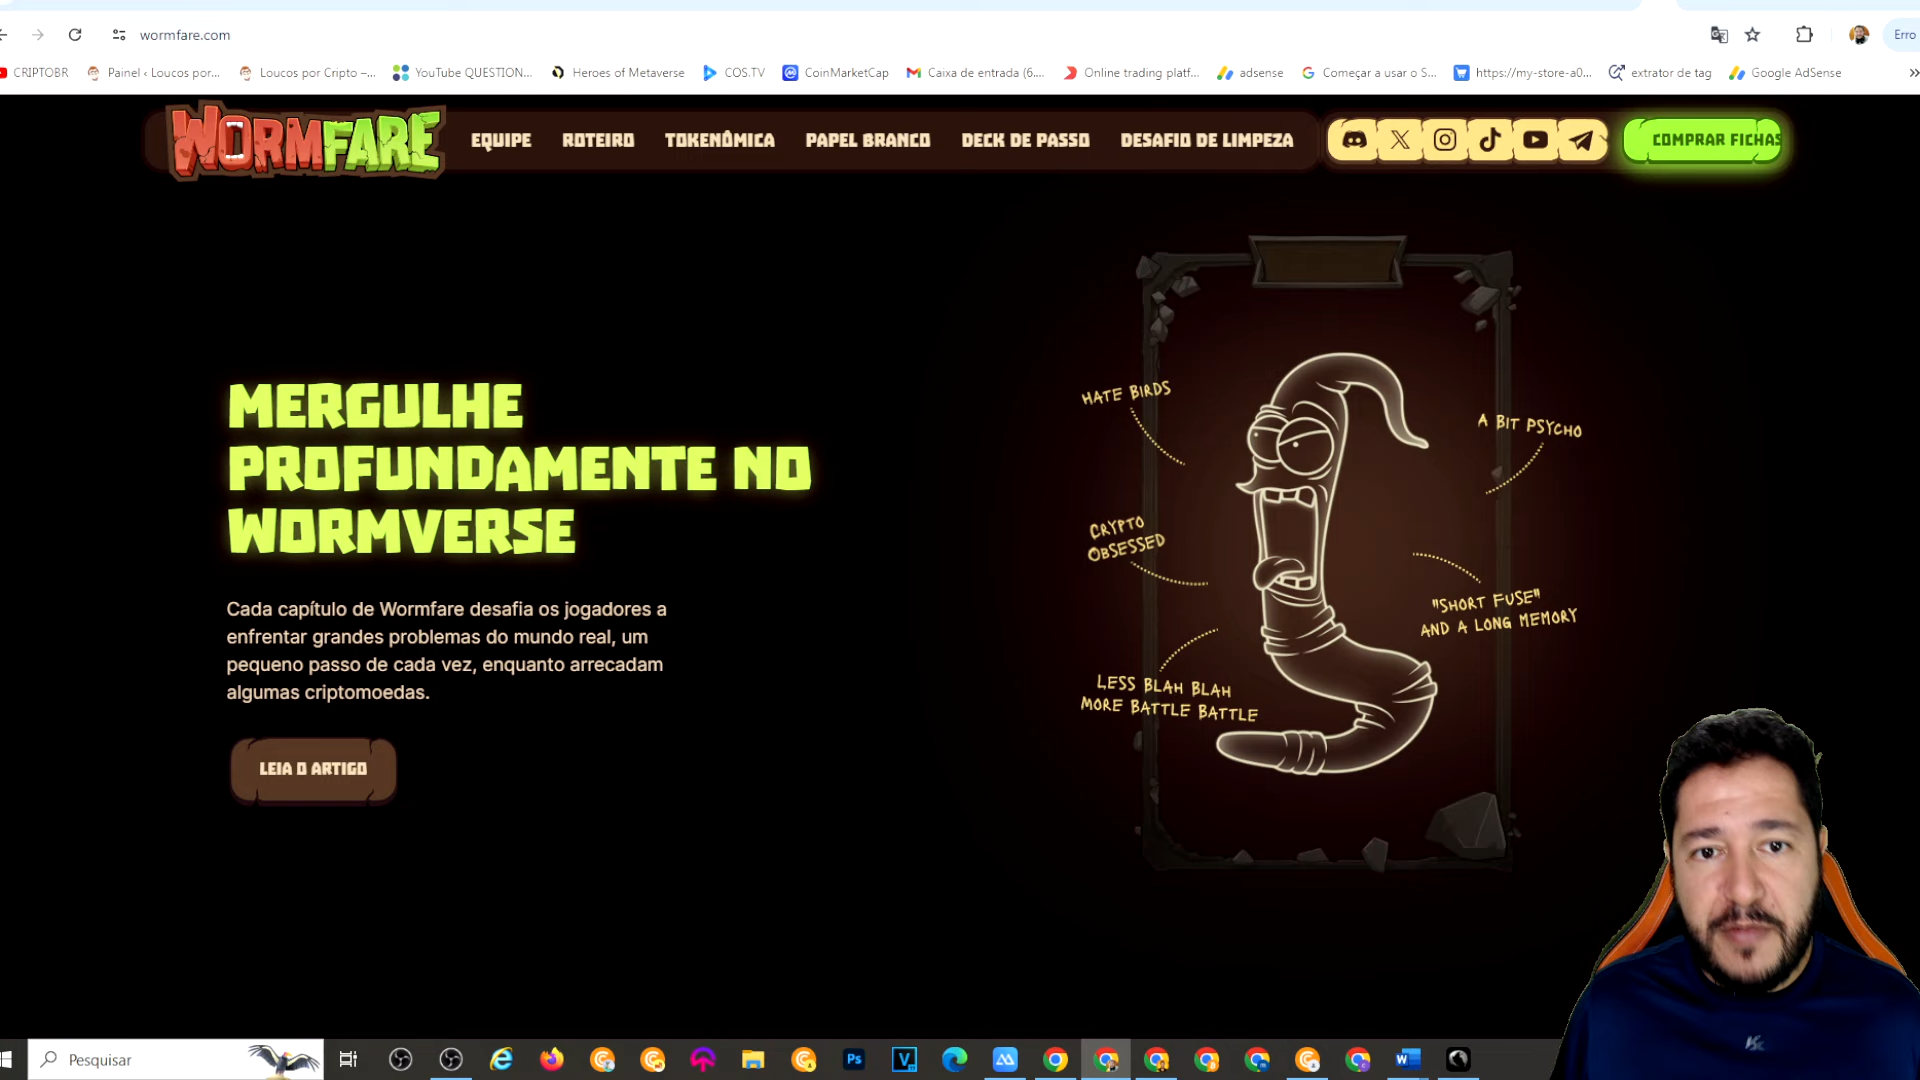 wormfare.com
Erro
CRIPTOBR
Painel ‹ Loucos por...
Loucos por Cripto –...
YouTube QUESTION...
Heroes of Metaverse
COS.TV
CoinMarketCap
Caixa de entrada (6....
Online trading platf...
adsense
Começar a usar o S...
https://my-store-a0...
extrator de tag
Google AdSense
WORMFARE
EQUIPE
ROTEIRO
TOKENÔMICA
PAPEL BRANCO
DECK DE PASSO
DESAFIO DE LIMPEZA
COMPRAR FICHAS
MERGULHE
PROFUNDAMENTE NO
WORMVERSE
Cada capítulo de Wormfare desafia os jogadores a
enfrentar grandes problemas do mundo real, um
pequeno passo de cada vez, enquanto arrecadam
algumas criptomoedas.
LEIA O ARTIGO
HATE BIRDS
A BIT PSYCHO
CRYPTO
OBSESSED
"SHORT FUSE"
AND A LONG MEMORY
LESS BLAH BLAH
MORE BATTLE BATTLE
Pesquisar
Ps
V